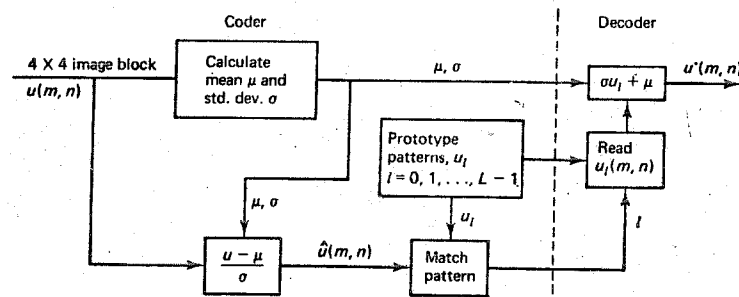 Coder
Decoder
4 X 4 image block
u(m, n)
Calculate
mean μ and
std. dev. σ
μ, σ
σu_l + μ
u˙(m, n)
Prototype
patterns, u_l
l = 0, 1, . . ., L – 1
Read
u_l(m, n)
μ, σ
u_l
l
u – μ
σ
û(m, n)
Match
pattern